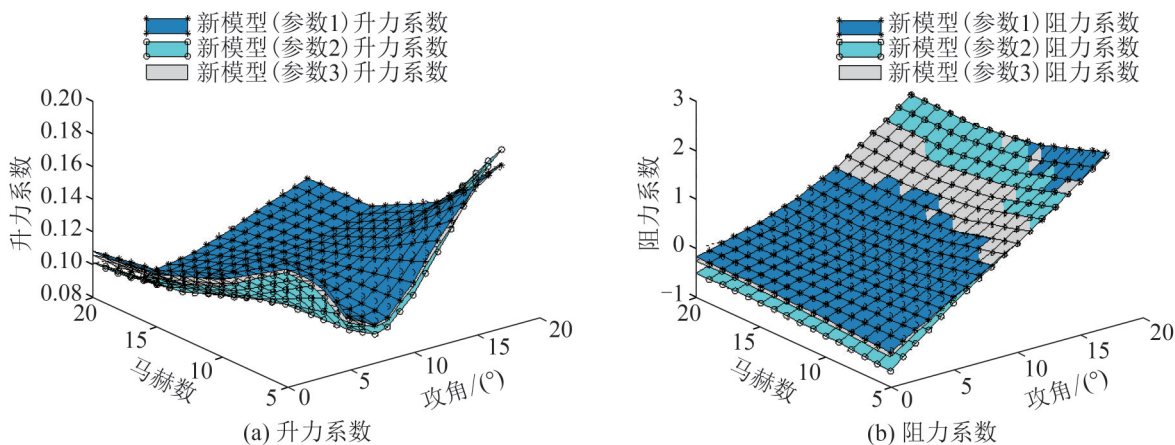 新模型(参数1)升力系数
新模型(参数2)升力系数
新模型(参数3)升力系数
0.20
0.18
0.16
0.14
0.12
0.10
0.08
升力系数
20
15
10
5
马赫数
0
5
10
15
20
攻角/(°)
(a) 升力系数
新模型(参数1)阻力系数
新模型(参数2)阻力系数
新模型(参数3)阻力系数
3
2
1
0
−1
阻力系数
20
15
10
5
马赫数
0
5
10
15
20
攻角/(°)
(b) 阻力系数